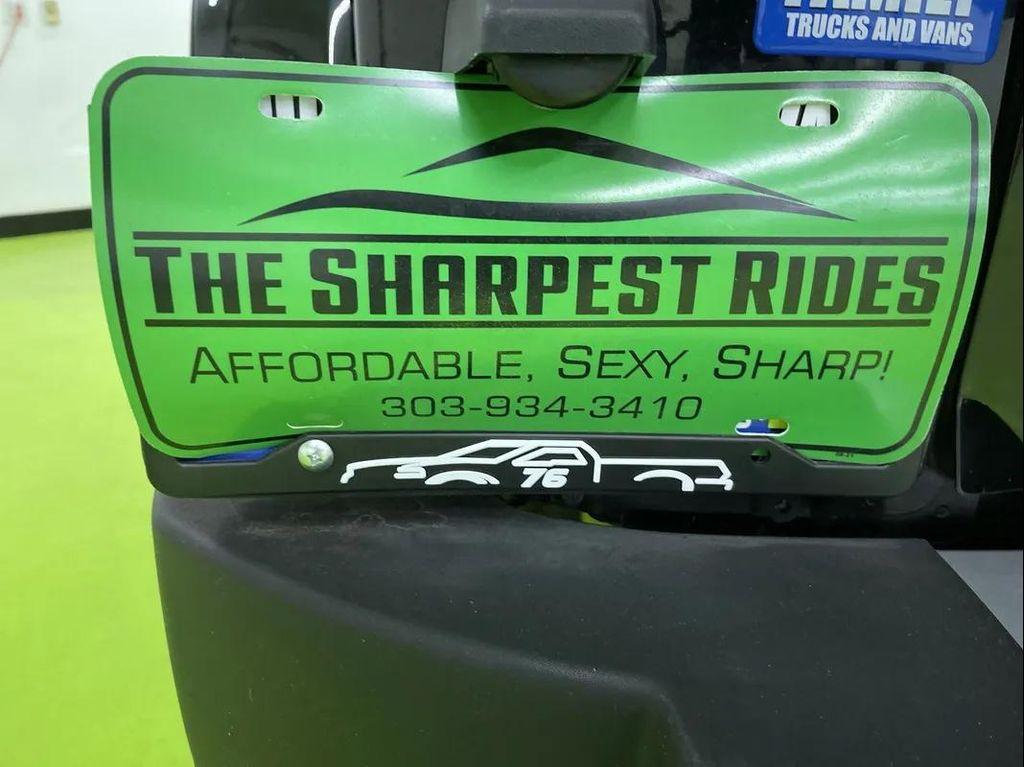 TRUCKS AND VANS
THE SHARPEST RIDES
AFFORDABLE, SEXY, SHARP!
303-934-3410
S 76